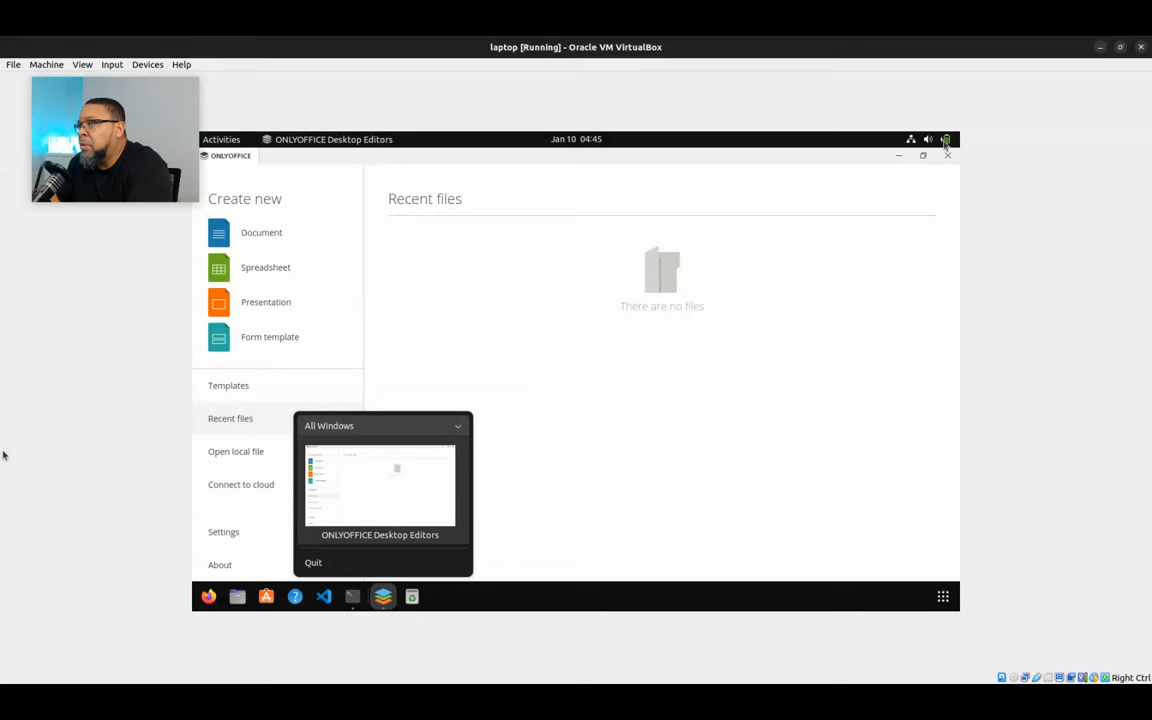 laptop [Running] - Oracle VM VirtualBox
File Machine View Input Devices Help
Activities ONLYOFFICE Desktop Editors Jan 10 04:45
ONLYOFFICE
Create new
Document
Spreadsheet
Presentation
Form template
Templates
Recent files
Open local file
Connect to cloud
Settings
About
Recent files
There are no files
All Windows
ONLYOFFICE Desktop Editors
Quit
Right Ctrl